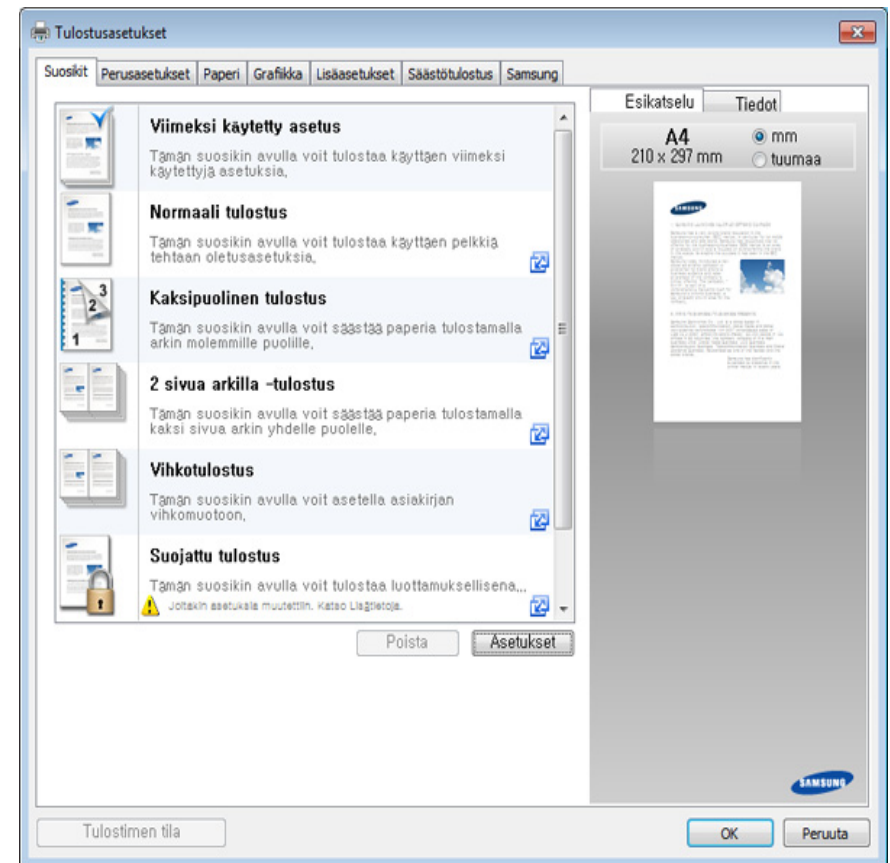 Tulostusasetukset
Suosikit Perusasetukset Paperi Grafiikka Lisäasetukset Säästötulostus Samsung
Viimeksi käytetty asetus
Tämän suosikin avulla voit tulostaa käyttäen viimeksi
käytettyjä asetuksia.
Normaali tulostus
Tämän suosikin avulla voit tulostaa käyttäen pelkkiä
tehtaan oletusasetuksia.
3
2
1
Kaksipuolinen tulostus
Tämän suosikin avulla voit säästää paperia tulostamalla
arkin molemmille puolille.
2 sivua arkilla -tulostus
Tämän suosikin avulla voit säästää paperia tulostamalla
kaksi sivua arkin yhdelle puolelle.
Vihkotulostus
Tämän suosikin avulla voit asetella asiakirjan
vihkomuotoon.
Suojattu tulostus
Tämän suosikin avulla voit tulostaa luottamuksellisena...
Joitakin asetuksia muutettiin. Katso Lisätietoja.
Poista Asetukset
Esikatselu Tiedot
A4
210 x 297 mm
mm
tuumaa
SAMSUNG
SAMSUNG
Tulostimen tila OK Peruuta